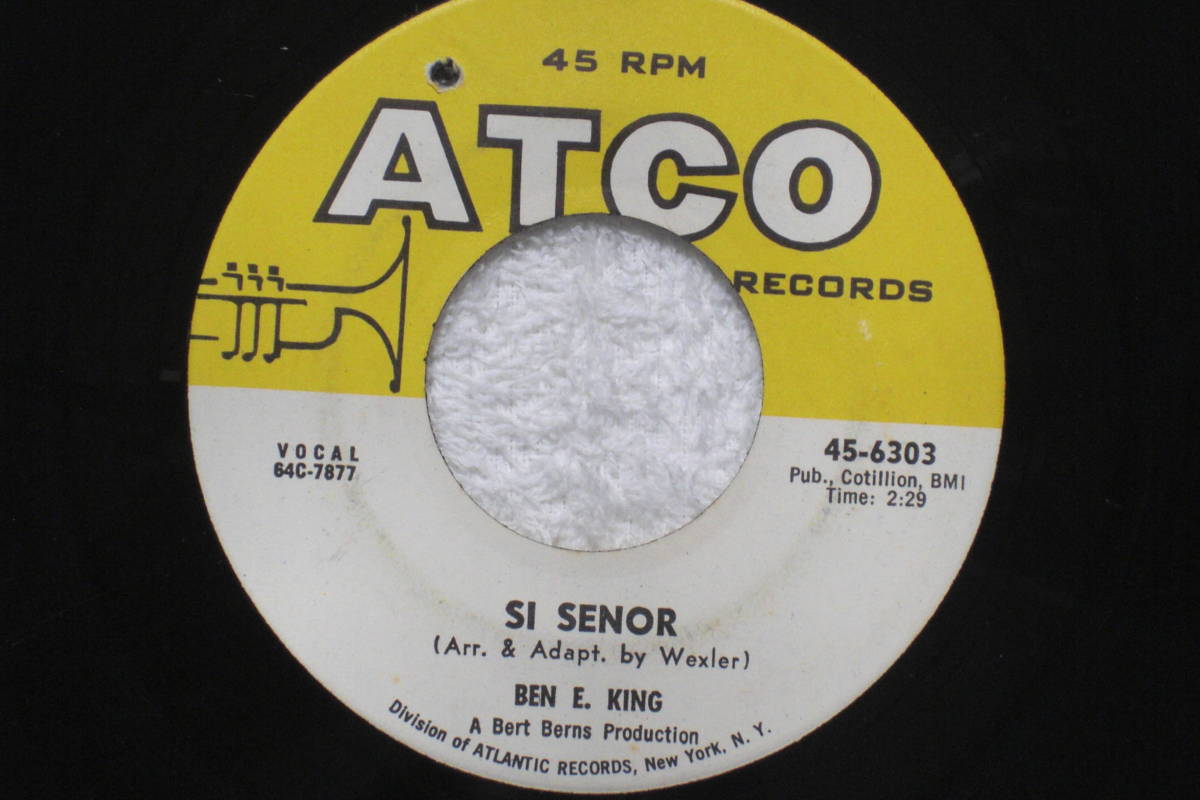 45 RPM
ATCO
RECORDS
VOCAL
64C-7877
45-6303
Pub., Cotillion, BMI
Time: 2:29
SI SENOR
(Arr. & Adapt. by Wexler)
BEN E. KING
A Bert Berns Production
Division of ATLANTIC RECORDS, New York, N. Y.